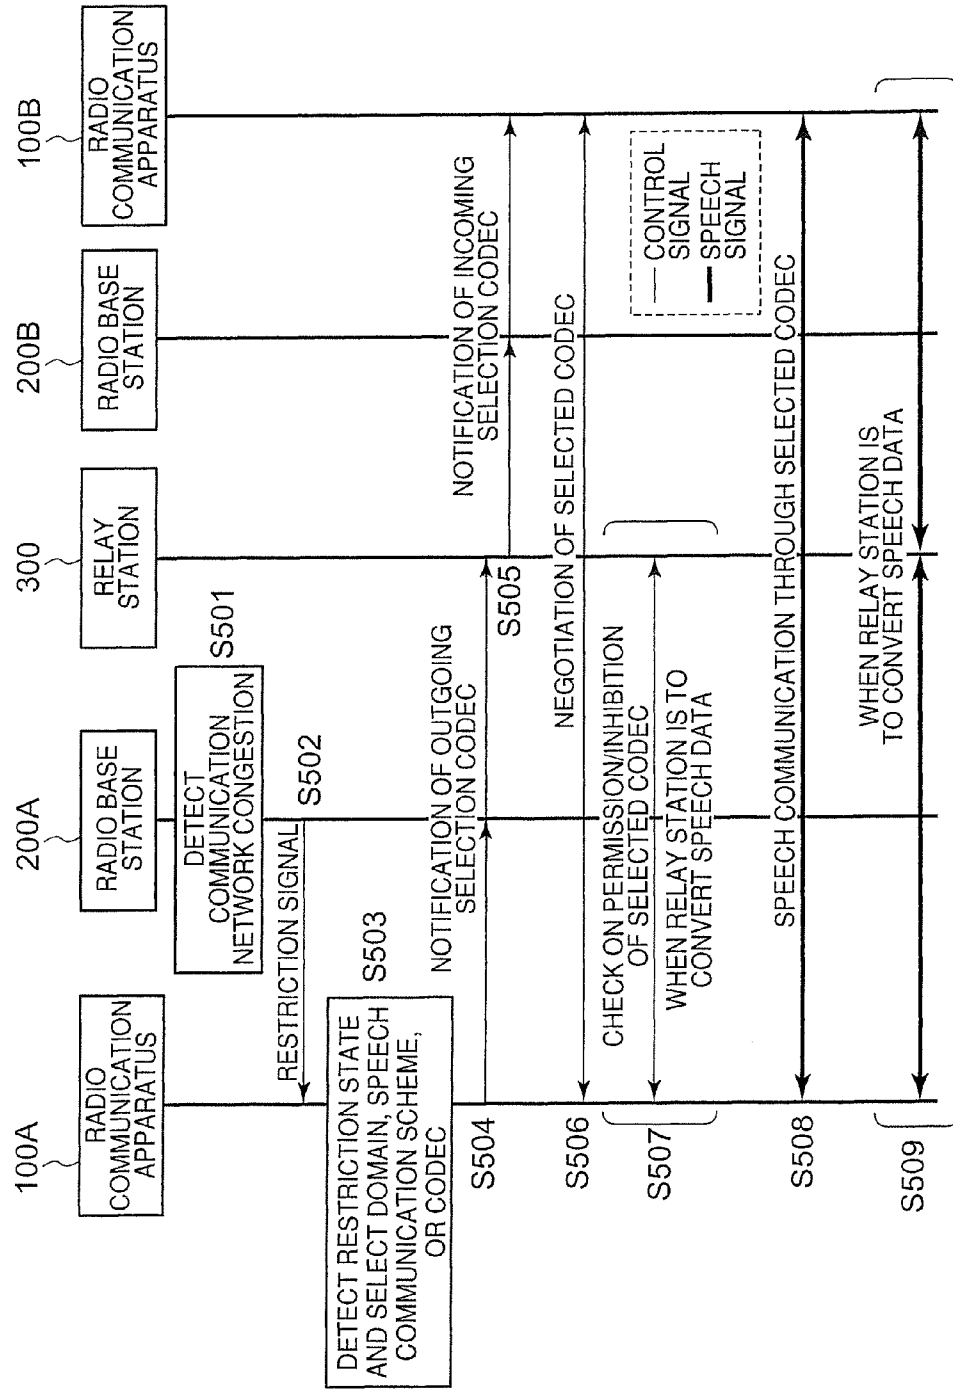 100A
RADIO
COMMUNICATION
APPARATUS
200A
RADIO BASE
STATION
300
RELAY
STATION
200B
RADIO BASE
STATION
100B
RADIO
COMMUNICATION
APPARATUS
DETECT
COMMUNICATION
NETWORK CONGESTION
S501
RESTRICTION SIGNAL
S502
DETECT RESTRICTION STATE
AND SELECT DOMAIN, SPEECH
COMMUNICATION SCHEME,
OR CODEC
S503
S504
NOTIFICATION OF OUTGOING
SELECTION CODEC
S505
NOTIFICATION OF INCOMING
SELECTION CODEC
S506
NEGOTIATION OF SELECTED CODEC
S507
CHECK ON PERMISSION/INHIBITION
OF SELECTED CODEC
WHEN RELAY STATION IS TO
CONVERT SPEECH DATA
CONTROL
SIGNAL
SPEECH
SIGNAL
S508
SPEECH COMMUNICATION THROUGH SELECTED CODEC
S509
WHEN RELAY STATION IS
TO CONVERT SPEECH DATA